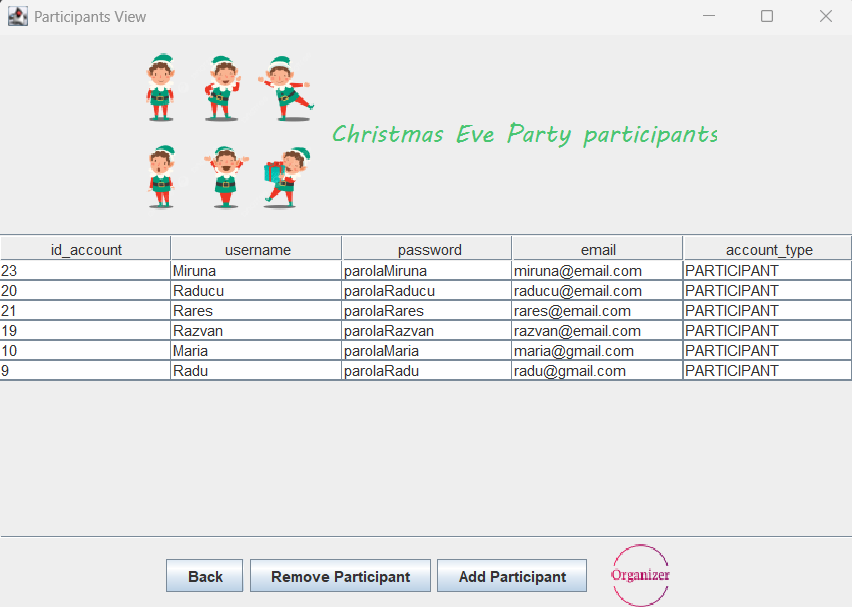 Participants View
Christmas Eve Party participants
id_account username password email account_type
23 Miruna parolaMiruna miruna@email.com PARTICIPANT
20 Raducu parolaRaducu raducu@email.com PARTICIPANT
21 Rares parolaRares rares@email.com PARTICIPANT
19 Razvan parolaRazvan razvan@email.com PARTICIPANT
10 Maria parolaMaria maria@gmail.com PARTICIPANT
9 Radu parolaRadu radu@gmail.com PARTICIPANT
Back Remove Participant Add Participant Organizer